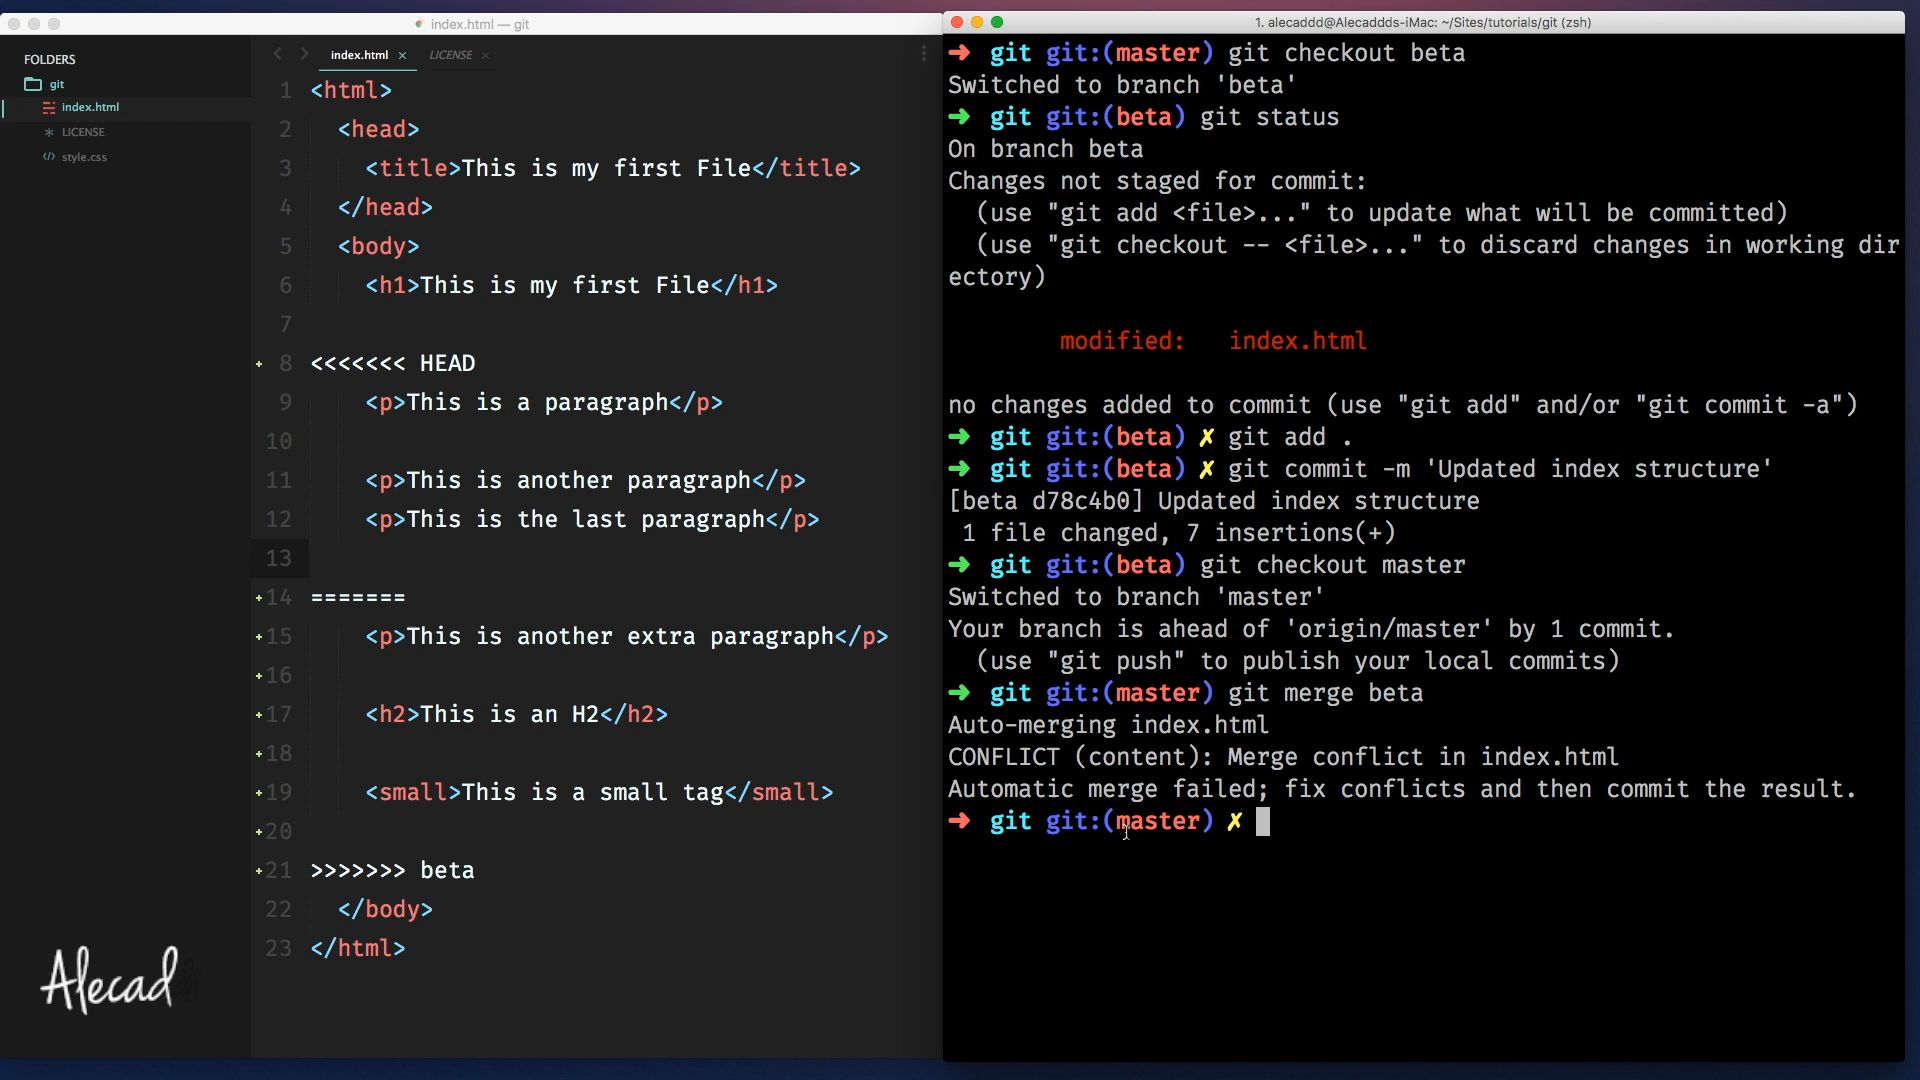 index.html — git
FOLDERS
git
index.html
LICENSE
style.css
index.html ×
LICENSE ×
1 <html>
2 <head>
3 <title>This is my first File</title>
4 </head>
5 <body>
6 <h1>This is my first File</h1>
7
8 <<<<<<< HEAD
9 <p>This is a paragraph</p>
10
11 <p>This is another paragraph</p>
12 <p>This is the last paragraph</p>
13
14 =======
15 <p>This is another extra paragraph</p>
16
17 <h2>This is an H2</h2>
18
19 <small>This is a small tag</small>
20
21 >>>>>>> beta
22 </body>
23 </html>
Alecad
1. alecaddd@Alecaddds-iMac: ~/Sites/tutorials/git (zsh)
➜ git git:(master) git checkout beta
Switched to branch 'beta'
➜ git git:(beta) git status
On branch beta
Changes not staged for commit:
(use "git add <file>..." to update what will be committed)
(use "git checkout -- <file>..." to discard changes in working dir
ectory)
modified: index.html
no changes added to commit (use "git add" and/or "git commit -a")
➜ git git:(beta) ✗ git add .
➜ git git:(beta) ✗ git commit -m 'Updated index structure'
[beta d78c4b0] Updated index structure
1 file changed, 7 insertions(+)
➜ git git:(beta) git checkout master
Switched to branch 'master'
Your branch is ahead of 'origin/master' by 1 commit.
(use "git push" to publish your local commits)
➜ git git:(master) git merge beta
Auto-merging index.html
CONFLICT (content): Merge conflict in index.html
Automatic merge failed; fix conflicts and then commit the result.
➜ git git:(master) ✗